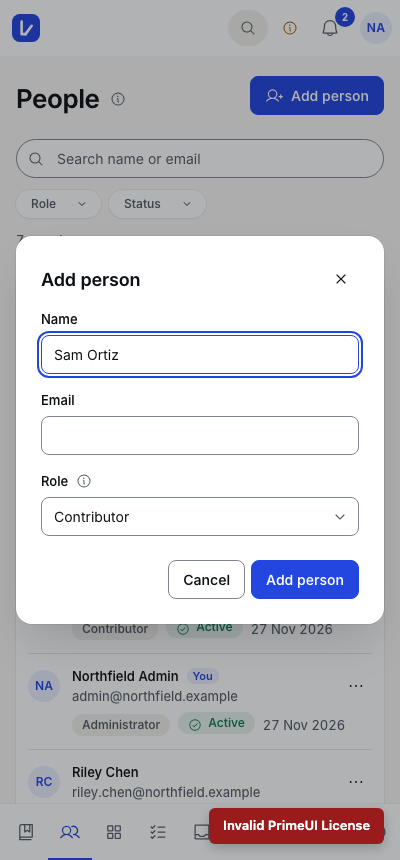 2
NA
People
Add person
Search name or email
Role
Status
Add person
Name
Sam Ortiz
Email
Role
Contributor
Cancel
Add person
Contributor
Active
27 Nov 2026
NA
Northfield Admin
You
admin@northfield.example
Administrator
Active
27 Nov 2026
RC
Riley Chen
riley.chen@northfield.example
Invalid PrimeUI License